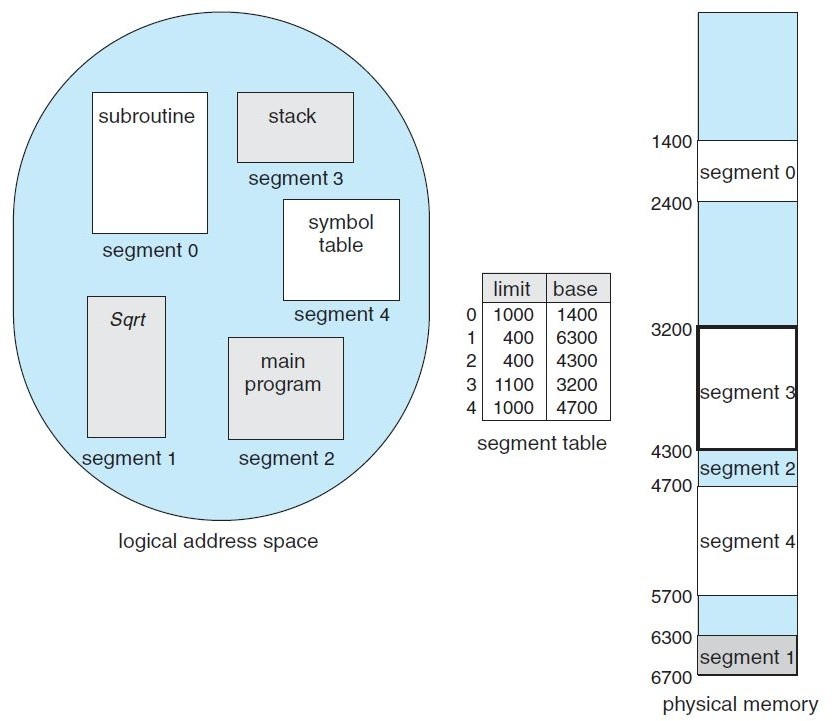 subroutine
segment 0
stack
segment 3
symbol
table
segment 4
Sqrt
segment 1
main
program
segment 2
logical address space
limit base
0 1000 1400
1 400 6300
2 400 4300
3 1100 3200
4 1000 4700
segment table
1400
segment 0
2400
3200
segment 3
4300
segment 2
4700
segment 4
5700
6300
segment 1
6700
physical memory